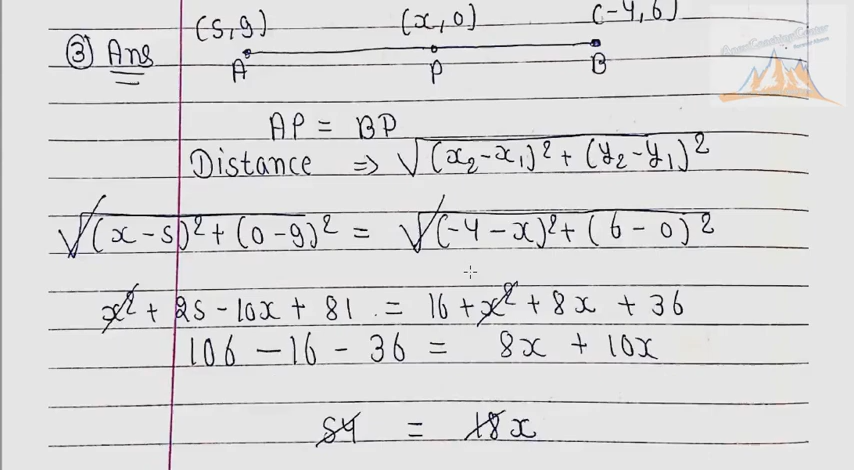 (5,9) (x,0) (-4,6)
③ Ans A P B
AP = BP
Distance ⇒ √(x₂-x₁)² + (y₂-y₁)²
√(x-5)² + (0-9)² = √(-4-x)² + (6-0)²
x² + 25 - 10x + 81 = 16 + x² + 8x + 36
106 - 16 - 36 = 8x + 10x
54 = 18x